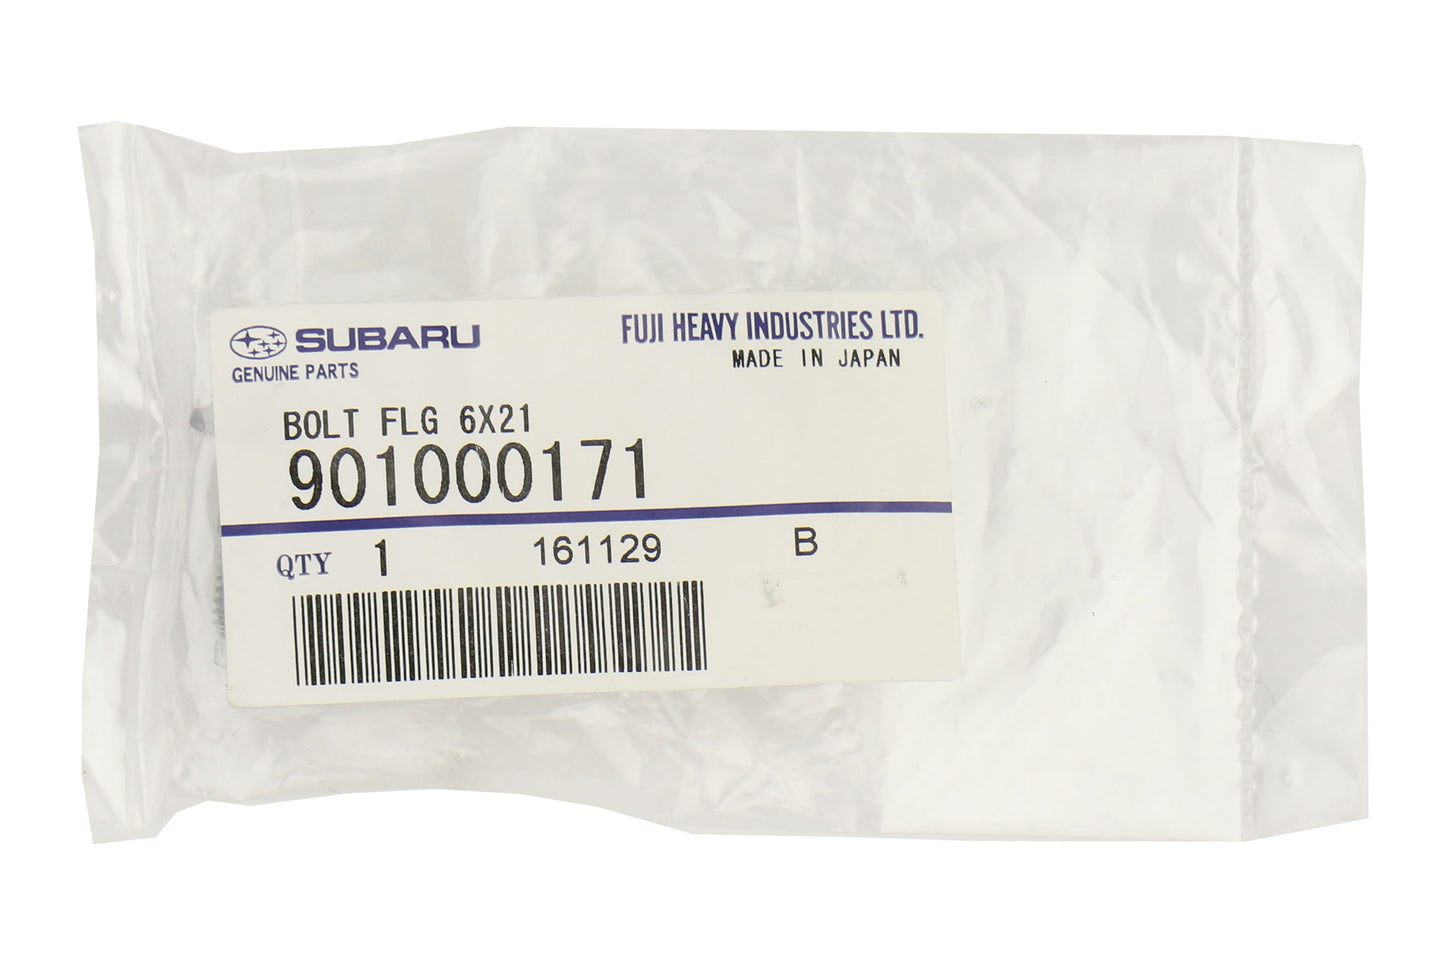 SUBARU
GENUINE PARTS
FUJI HEAVY INDUSTRIES LTD.
MADE IN JAPAN
BOLT FLG 6X21
901000171
QTY 1 161129 B